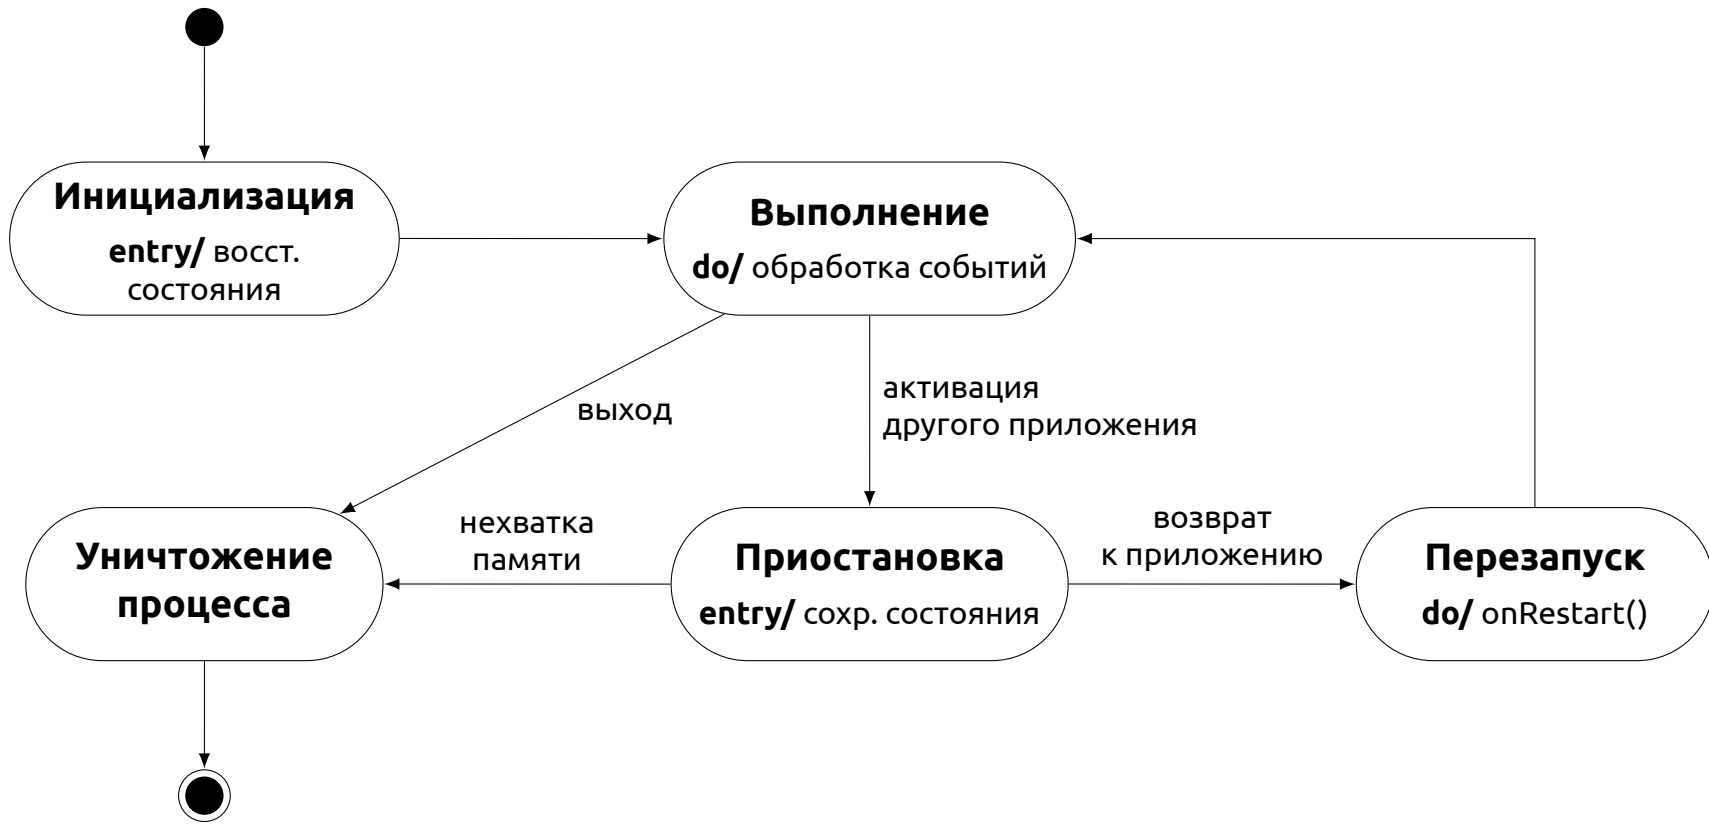 Инициализация
entry/ восст.
состояния
Выполнение
do/ обработка событий
выход
активация
другого приложения
Уничтожение
процесса
нехватка
памяти
Приостановка
entry/ сохр. состояния
возврат
к приложению
Перезапуск
do/ onRestart()